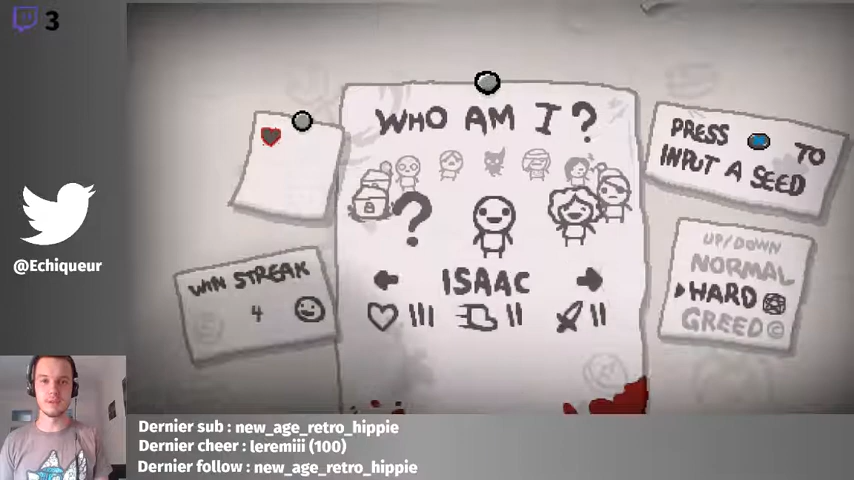 3
WHO AM I?
PRESS TO
INPUT A SEED
?
@Echiqueur
WIN STREAK
4
ISAAC
UP/DOWN
NORMAL
HARD
GREED
Dernier sub : new_age_retro_hippie
Dernier cheer : leremiii (100)
Dernier follow : new_age_retro_hippie